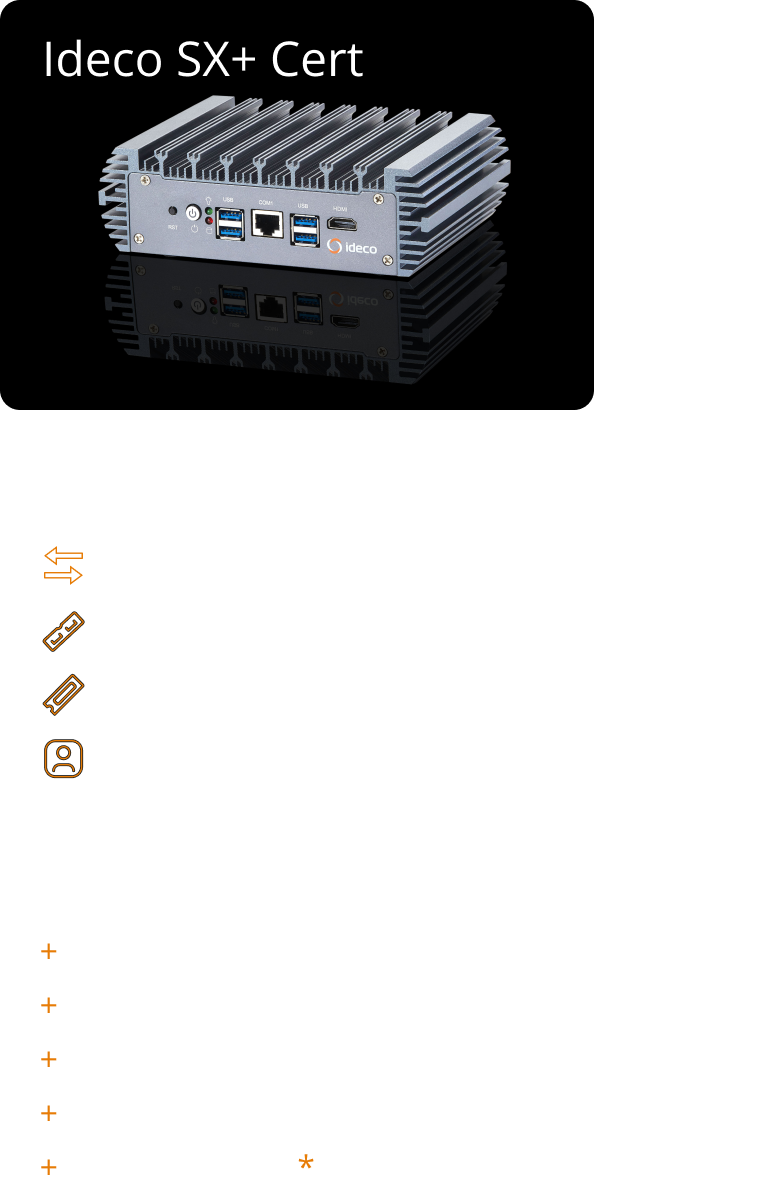 Ideco SX+ Cert
USB
COM1
USB
HDMI
RST
ideco
+
+
+
+
+ *